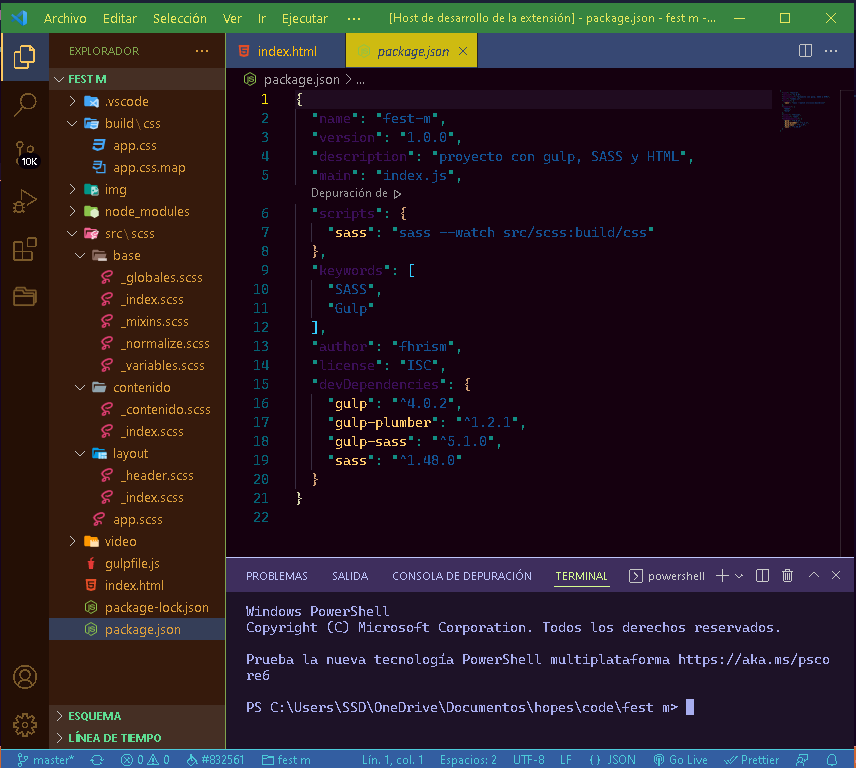 Archivo Editar Selección Ver Ir Ejecutar ··· [Host de desarrollo de la extensión] - package.json - fest m -...
EXPLORADOR ···
index.html package.json ···
FEST M
.vscode
build \ css
app.css
app.css.map
img
node_modules
src \ scss
base
_globales.scss
_index.scss
_mixins.scss
_normalize.scss
_variables.scss
contenido
_contenido.scss
_index.scss
layout
_header.scss
_index.scss
app.scss
video
gulpfile.js
index.html
package-lock.json
package.json
ESQUEMA
LÍNEA DE TIEMPO
10K
package.json > ...
1 {
2 "name": "fest-m",
3 "version": "1.0.0",
4 "description": "proyecto con gulp, SASS y HTML",
5 "main": "index.js",
Depuración de
6 "scripts": {
7 "sass": "sass --watch src/scss:build/css"
8 },
9 "keywords": [
10 "SASS",
11 "Gulp"
12 ],
13 "author": "fhrism",
14 "license": "ISC",
15 "devDependencies": {
16 "gulp": "^4.0.2",
17 "gulp-plumber": "^1.2.1",
18 "gulp-sass": "^5.1.0",
19 "sass": "^1.48.0"
20 }
21 }
22
PROBLEMAS SALIDA CONSOLA DE DEPURACIÓN TERMINAL powershell
Windows PowerShell
Copyright (C) Microsoft Corporation. Todos los derechos reservados.
Prueba la nueva tecnología PowerShell multiplataforma https://aka.ms/psco
re6
PS C:\Users\SSD\OneDrive\Documentos\hopes\code\fest m>
master* 0 0 #832561 fest m Lín. 1, col. 1 Espacios: 2 UTF-8 LF {} JSON Go Live Prettier